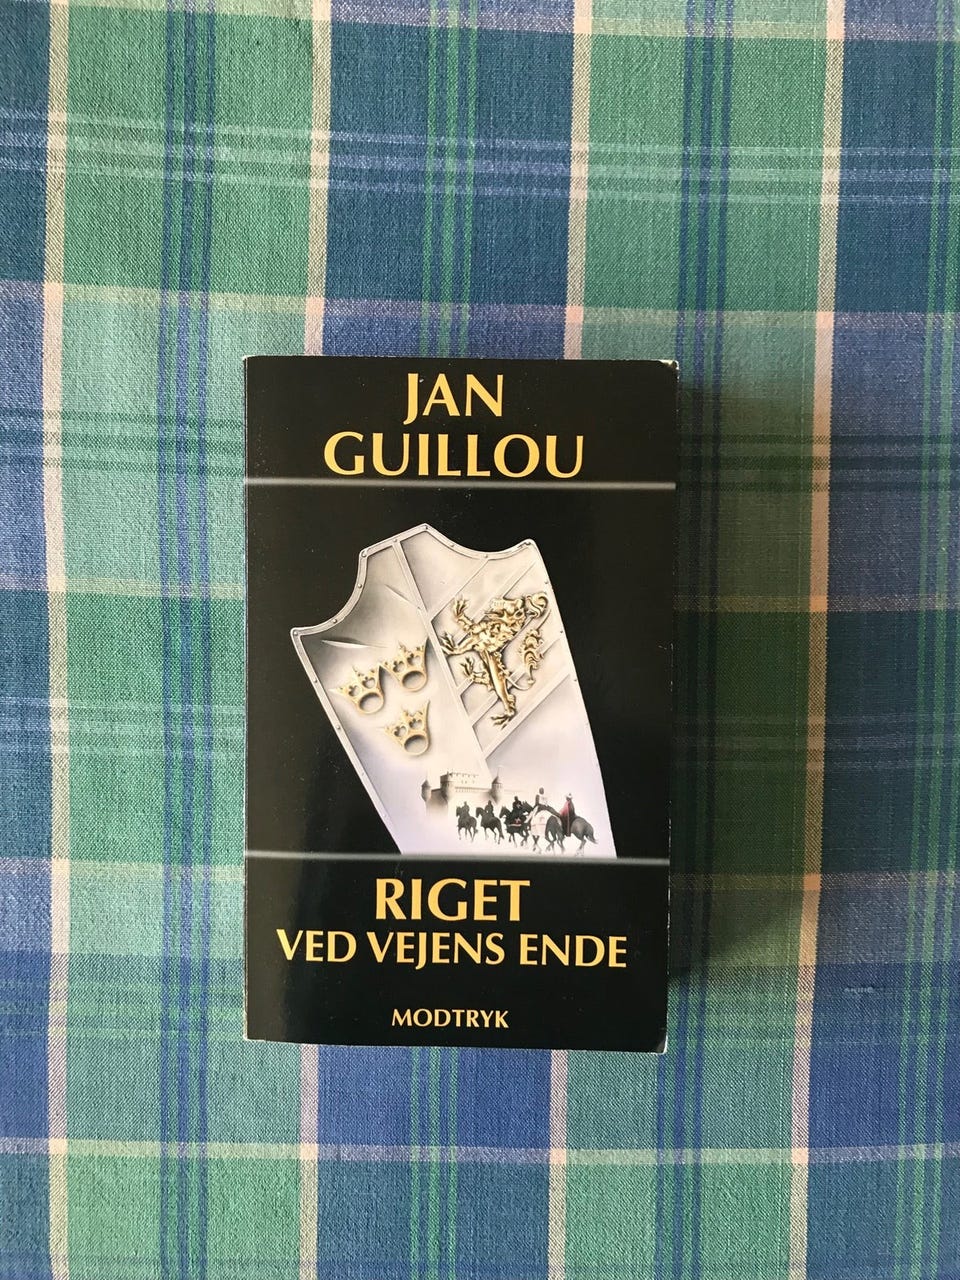 JAN
GUILLOU
RIGET
VED VEJENS ENDE
MODTRYK